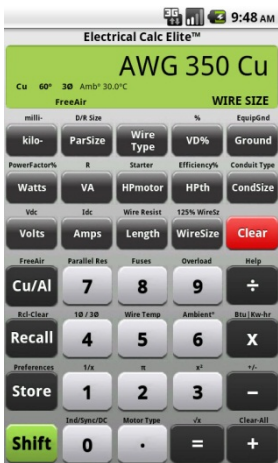 3G 9:48 AM
Electrical Calc Elite™
AWG 350 Cu
Cu 60° 3Ø Amb° 30.0°C
FreeAir WIRE SIZE
milli- D/R Size % EquipGnd
kilo- ParSize Wire Type VD% Ground
PowerFactor% R Starter Efficiency% Conduit Type
Watts VA HPmotor HPth CondSize
Vdc Idc Wire Resist 125% WireSz
Volts Amps Length WireSize Clear
FreeAir Parallel Res Fuses Overload Help
Cu/Al 7 8 9 ÷
Rcl-Clear 1Ø / 3Ø Wire Temp Ambient° Btu|Kw-hr
Recall 4 5 6 X
Preferences 1/x π x² +/-
Store 1 2 3 −
Ind/Sync/DC Motor Type √x Clear-All
Shift 0 . = +